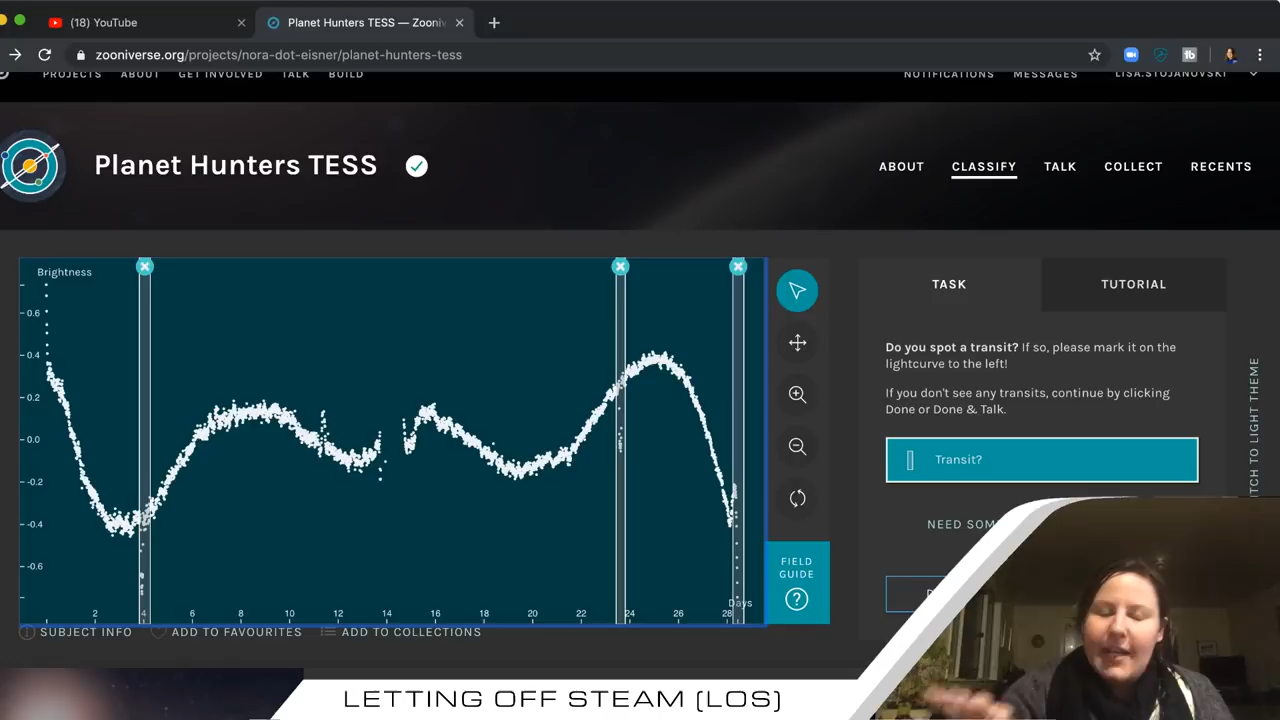 (18) YouTube
Planet Hunters TESS — Zooniv
zooniverse.org/projects/nora-dot-eisner/planet-hunters-tess
PROJECTS ABOUT GET INVOLVED TALK BUILD
NOTIFICATIONS MESSAGES LISA.STOJANOVSKI
Planet Hunters TESS
ABOUT CLASSIFY TALK COLLECT RECENTS
Brightness
0.6
0.4
0.2
0.0
-0.2
-0.4
-0.6
2 4 6 8 10 12 14 16 18 20 22 24 26 28
Days
FIELD
GUIDE
?
TASK TUTORIAL
Do you spot a transit? If so, please mark it on the
lightcurve to the left!
If you don't see any transits, continue by clicking
Done or Done & Talk.
Transit?
NEED SOM
TCH TO LIGHT THEME
SUBJECT INFO ADD TO FAVOURITES ADD TO COLLECTIONS
LETTING OFF STEAM (LOS)